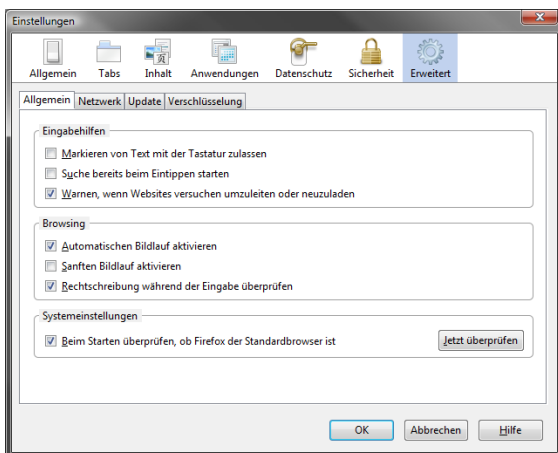 Einstellungen
Allgemein Tabs Inhalt Anwendungen Datenschutz Sicherheit Erweitert
Allgemein Netzwerk Update Verschlüsselung
Eingabehilfen
Markieren von Text mit der Tastatur zulassen
Suche bereits beim Eintippen starten
Warnen, wenn Websites versuchen umzuleiten oder neuzuladen
Browsing
Automatischen Bildlauf aktivieren
Sanften Bildlauf aktivieren
Rechtschreibung während der Eingabe überprüfen
Systemeinstellungen
Beim Starten überprüfen, ob Firefox der Standardbrowser ist Jetzt überprüfen
OK Abbrechen Hilfe